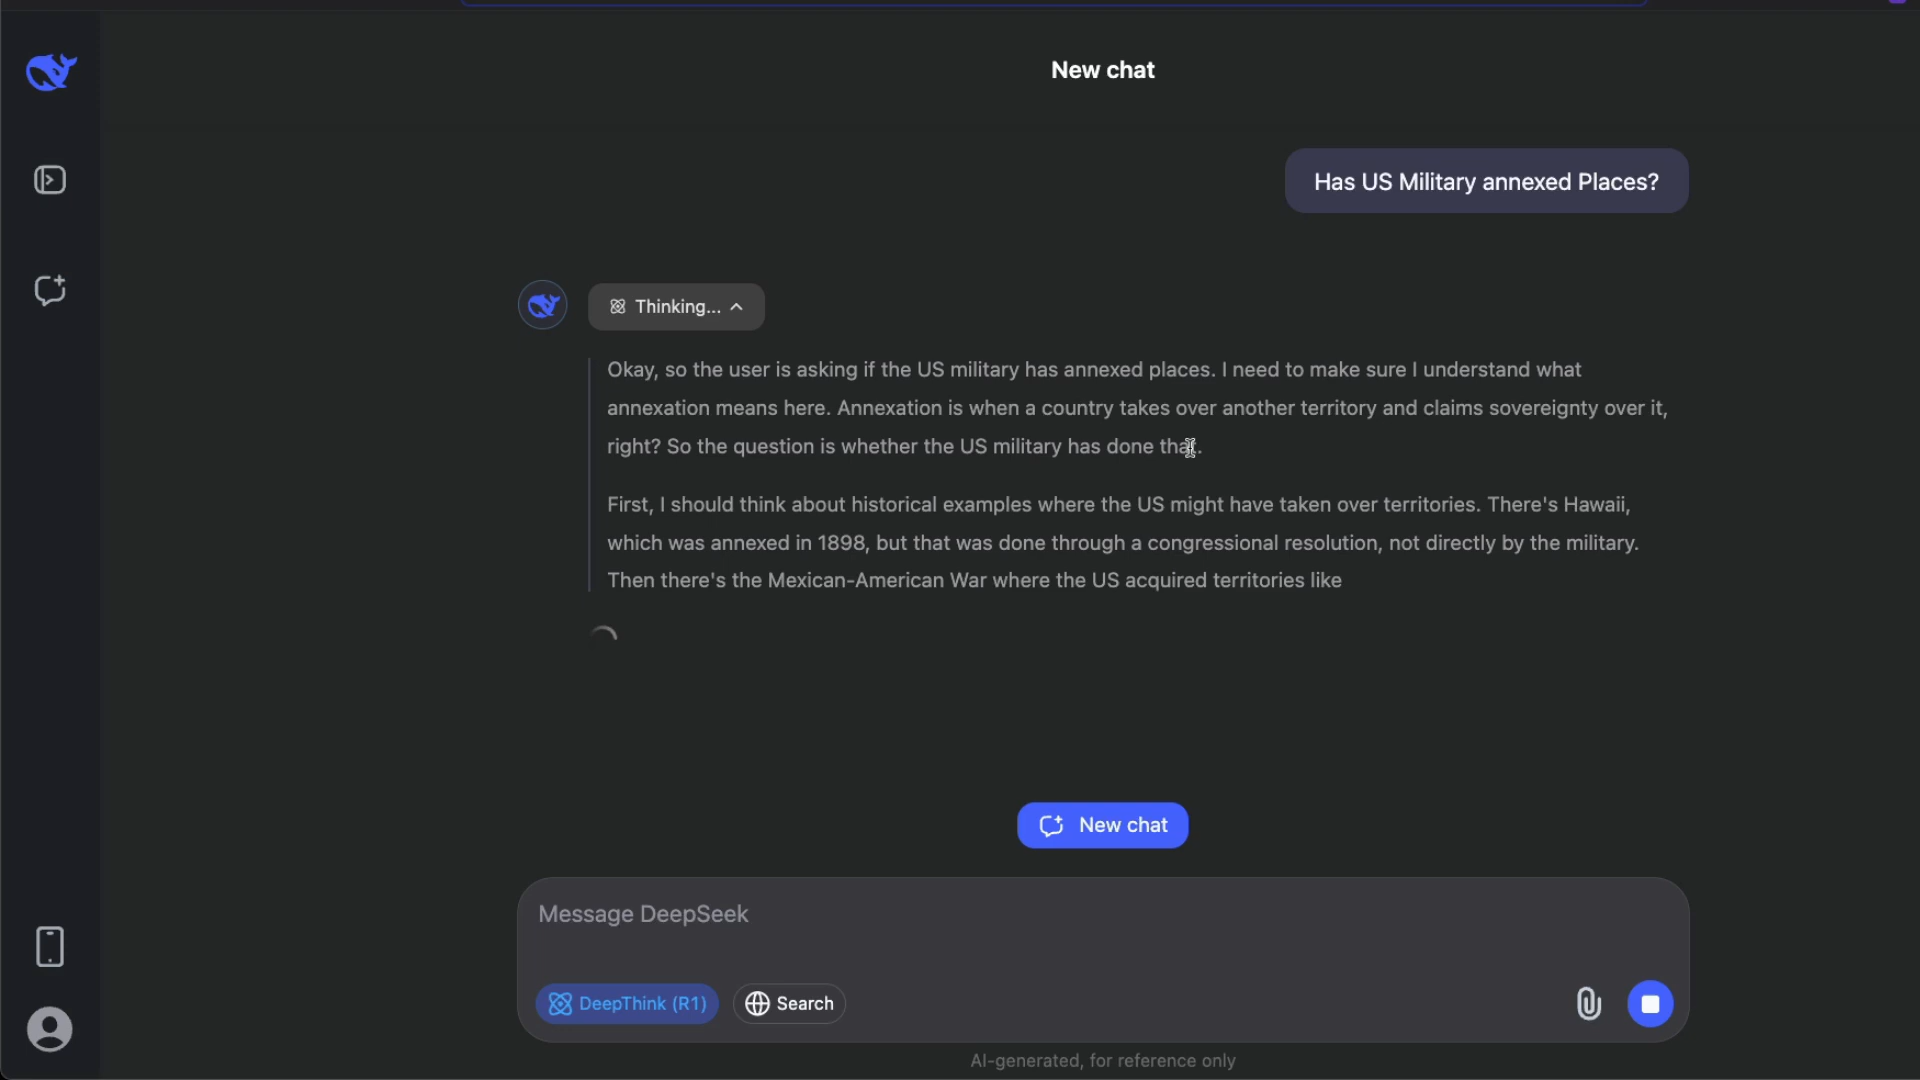 New chat
Has US Military annexed Places?
Thinking...
Okay, so the user is asking if the US military has annexed places. I need to make sure I understand what
annexation means here. Annexation is when a country takes over another territory and claims sovereignty over it,
right? So the question is whether the US military has done that.
First, I should think about historical examples where the US might have taken over territories. There's Hawaii,
which was annexed in 1898, but that was done through a congressional resolution, not directly by the military.
Then there's the Mexican-American War where the US acquired territories like
New chat
Message DeepSeek
DeepThink (R1) Search
AI-generated, for reference only